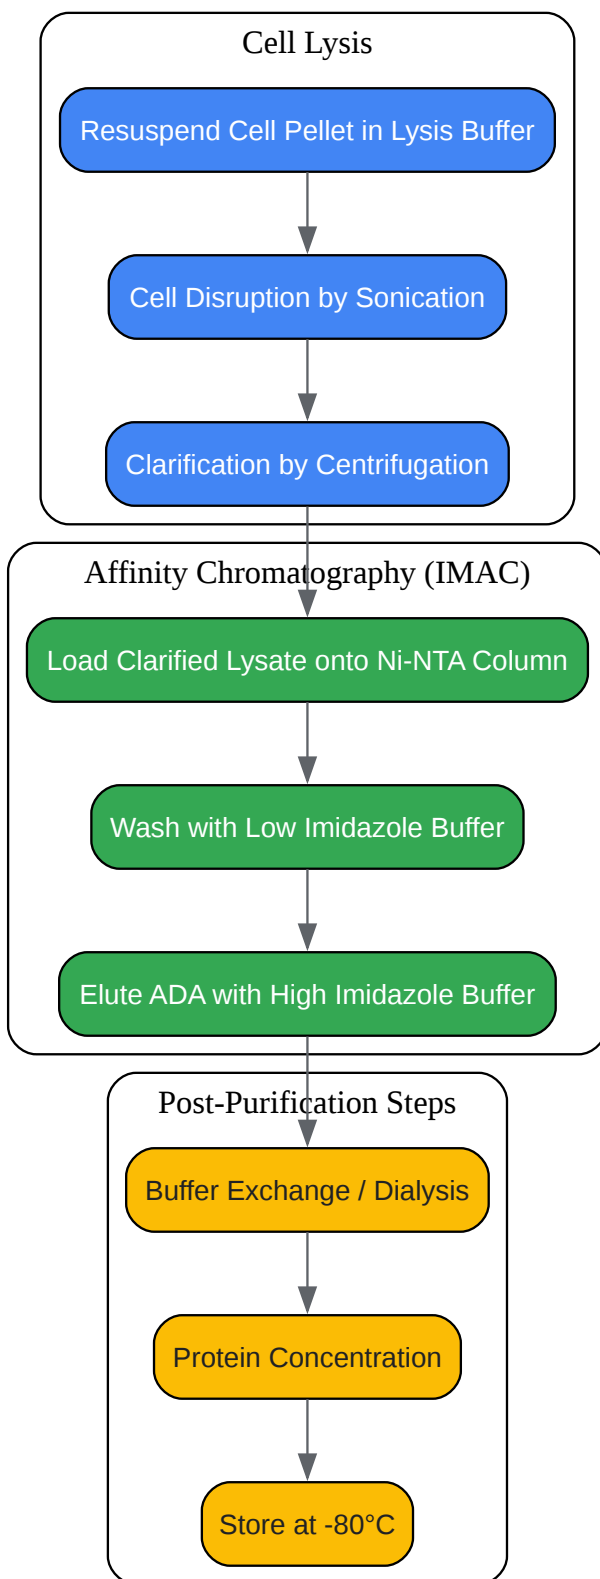 Cell Lysis
Resuspend Cell Pellet in Lysis Buffer
Cell Disruption by Sonication
Clarification by Centrifugation
Affinity Chromatography (IMAC)
Load Clarified Lysate onto Ni-NTA Column
Wash with Low Imidazole Buffer
Elute ADA with High Imidazole Buffer
Post-Purification Steps
Buffer Exchange / Dialysis
Protein Concentration
Store at -80°C